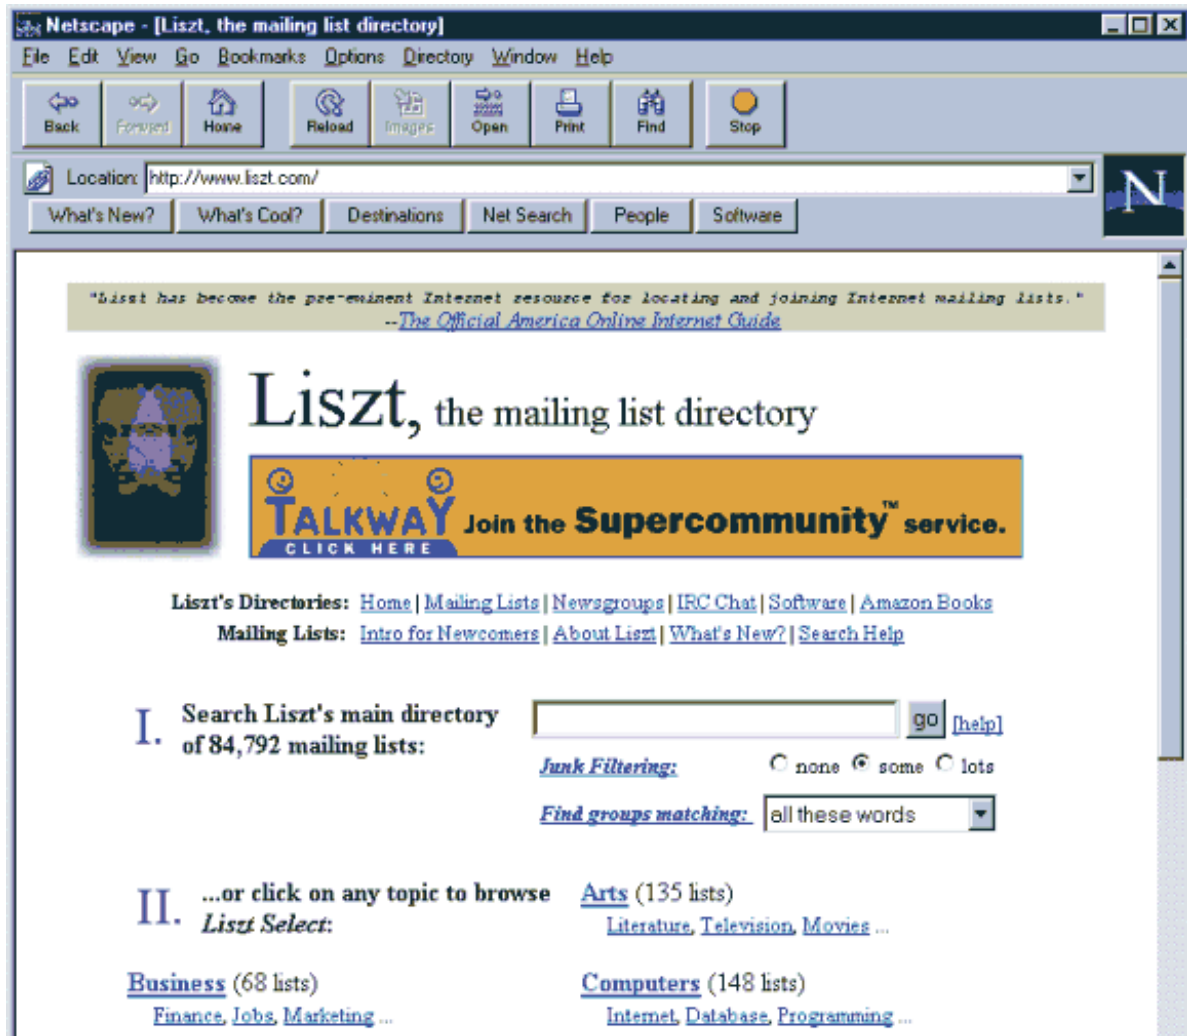 Netscape - [Liszt, the mailing list directory]
File Edit View Go Bookmarks Options Directory Window Help
Back Forward Home Reload Images Open Print Find Stop
Location: http://www.liszt.com/
N
What's New? What's Cool? Destinations Net Search People Software
"Liszt has become the pre-eminent Internet resource for locating and joining Internet mailing lists."
--The Official America Online Internet Guide
Liszt, the mailing list directory
TALKWAY Join the Supercommunity™ service.
CLICK HERE
Liszt's Directories: Home | Mailing Lists | Newsgroups | IRC Chat | Software | Amazon Books
Mailing Lists: Intro for Newcomers | About Liszt | What's New? | Search Help
I. Search Liszt's main directory
of 84,792 mailing lists:
go [help]
Junk Filtering: none some lots
Find groups matching: all these words
II. ...or click on any topic to browse
Liszt Select:
Arts (135 lists)
Literature, Television, Movies ...
Business (68 lists)
Finance, Jobs, Marketing ...
Computers (148 lists)
Internet, Database, Programming ...